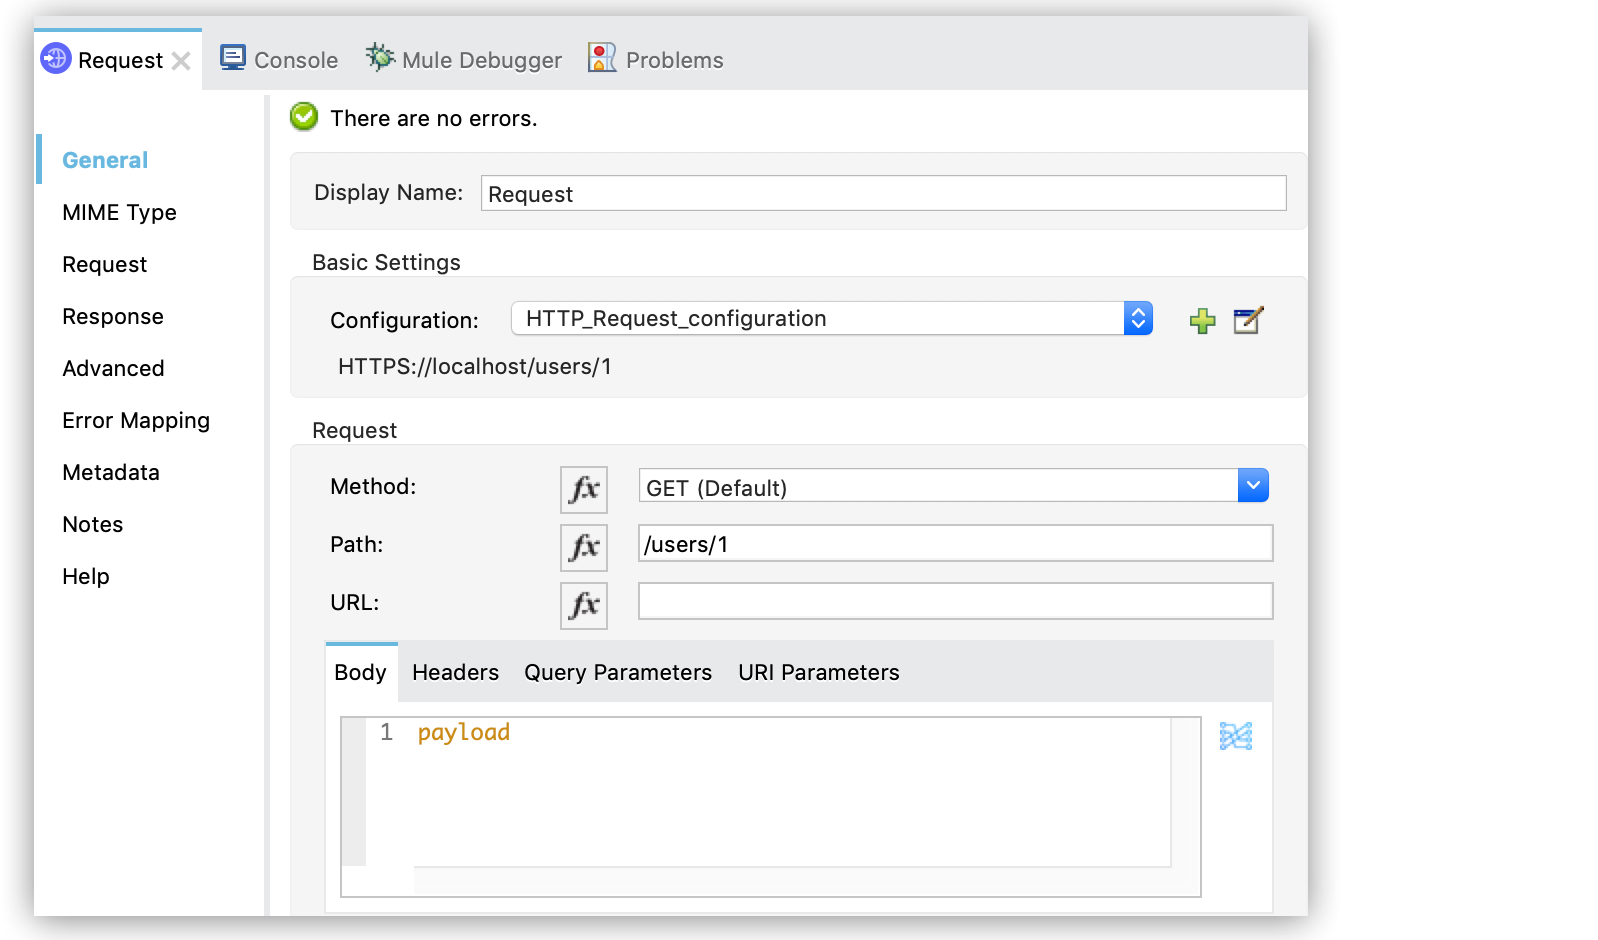 Request Console Mule Debugger Problems
There are no errors.
General
MIME Type
Request
Response
Advanced
Error Mapping
Metadata
Notes
Help
Display Name: Request
Basic Settings
Configuration: HTTP_Request_configuration
HTTPS://localhost/users/1
Request
Method: fx GET (Default)
Path: fx /users/1
URL: fx
Body Headers Query Parameters URI Parameters
1 payload